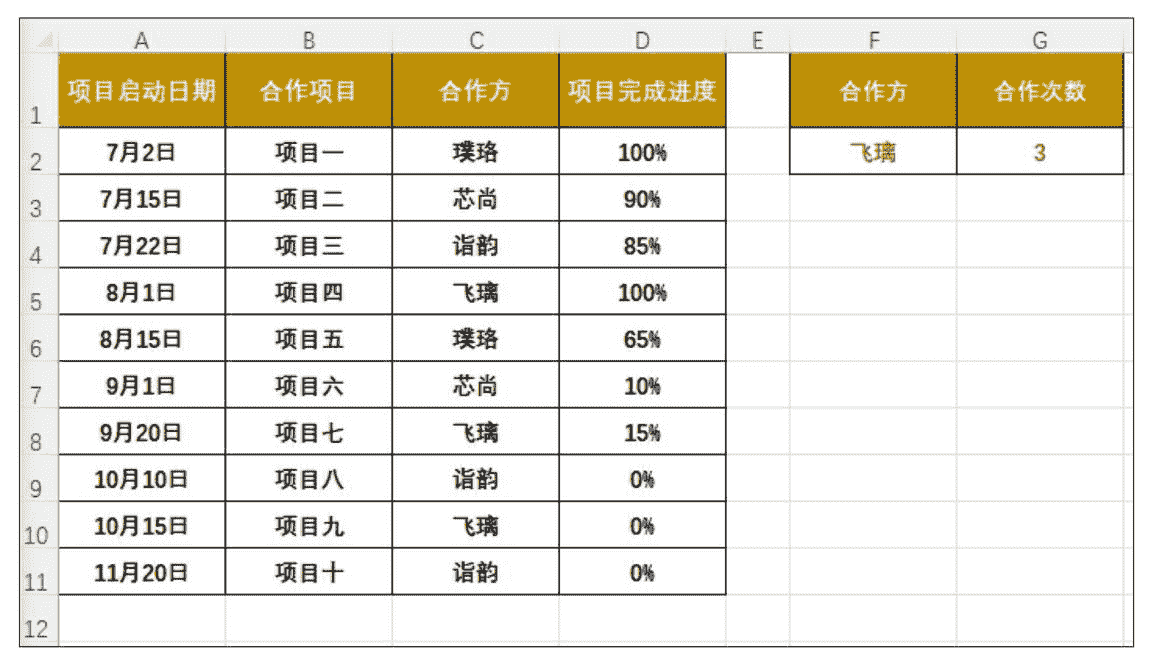 A B C D E F G
1 项目启动日期 合作项目 合作方 项目完成进度 合作方 合作次数
2 7月2日 项目一 璞珞 100% 飞璃 3
3 7月15日 项目二 芯尚 90%
4 7月22日 项目三 诣韵 85%
5 8月1日 项目四 飞璃 100%
6 8月15日 项目五 璞珞 65%
7 9月1日 项目六 芯尚 10%
8 9月20日 项目七 飞璃 15%
9 10月10日 项目八 诣韵 0%
10 10月15日 项目九 飞璃 0%
11 11月20日 项目十 诣韵 0%
12